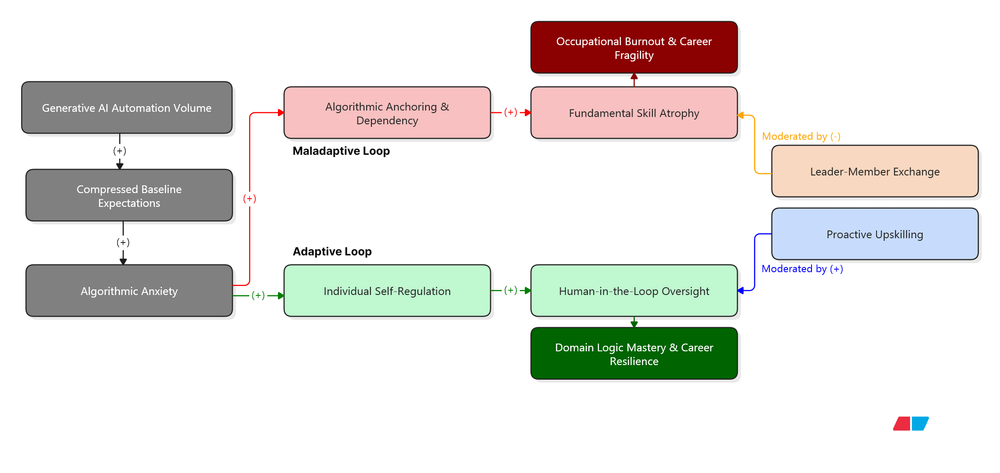 Occupational Burnout & Career
Fragility
Generative AI Automation Volume
Algorithmic Anchoring &
Dependency
(+)
Fundamental Skill Atrophy
Moderated by (-)
(+)
Maladaptive Loop
Leader-Member Exchange
Compressed Baseline
Expectations
(+)
Proactive Upskilling
(+)
Adaptive Loop
Moderated by (+)
Algorithmic Anxiety
(+)
Individual Self-Regulation
(+)
Human-in-the-Loop Oversight
Domain Logic Mastery & Career
Resilience